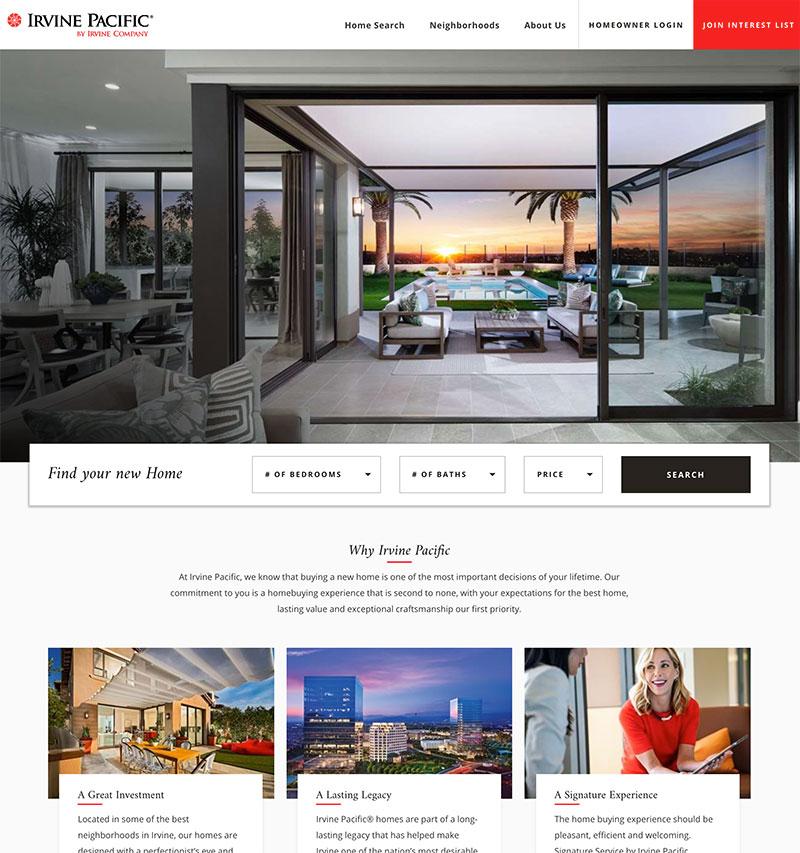 IRVINE PACIFIC®
BY IRVINE COMPANY
Home Search
Neighborhoods
About Us
HOMEOWNER LOGIN
JOIN INTEREST LIST
Find your new Home
# OF BEDROOMS
# OF BATHS
PRICE
SEARCH
Why Irvine Pacific
At Irvine Pacific, we know that buying a new home is one of the most important decisions of your lifetime. Our
commitment to you is a homebuying experience that is second to none, with your expectations for the best home,
lasting value and exceptional craftsmanship our first priority.
A Great Investment
Located in some of the best
neighborhoods in Irvine, our homes are
designed with a perfectionist's eye and
A Lasting Legacy
Irvine Pacific® homes are part of a long-
lasting legacy that has helped make
Irvine one of the nation's most desirable
A Signature Experience
The home buying experience should be
pleasant, efficient and welcoming.
Signature Service by Irvine Pacific